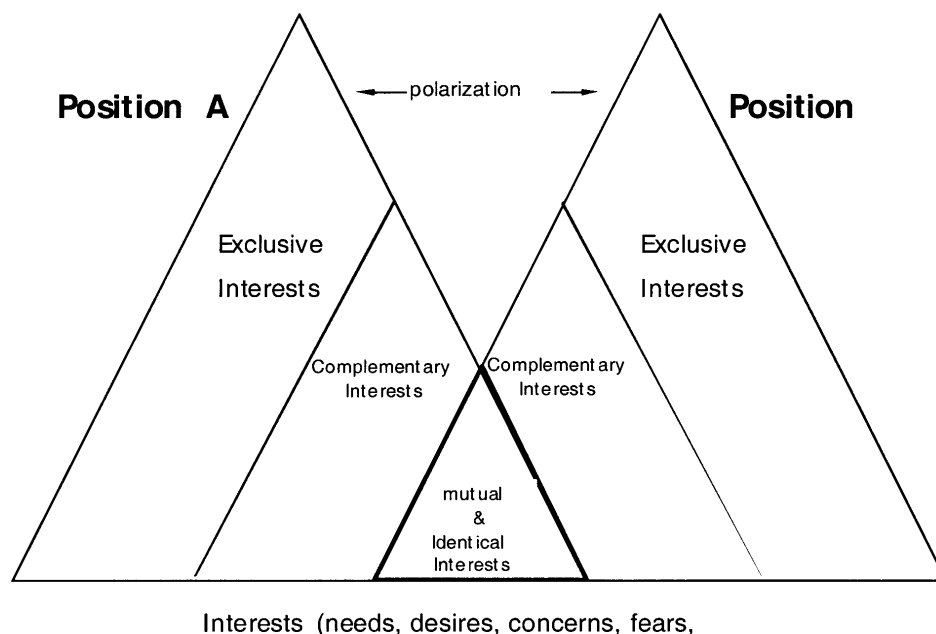 polarization
Position A
Position
Exclusive
Interests
Exclusive
Interests
Complementary
Interests
Complementary
Interests
mutual
&
Identical
Interests
Interests (needs, desires, concerns, fears,